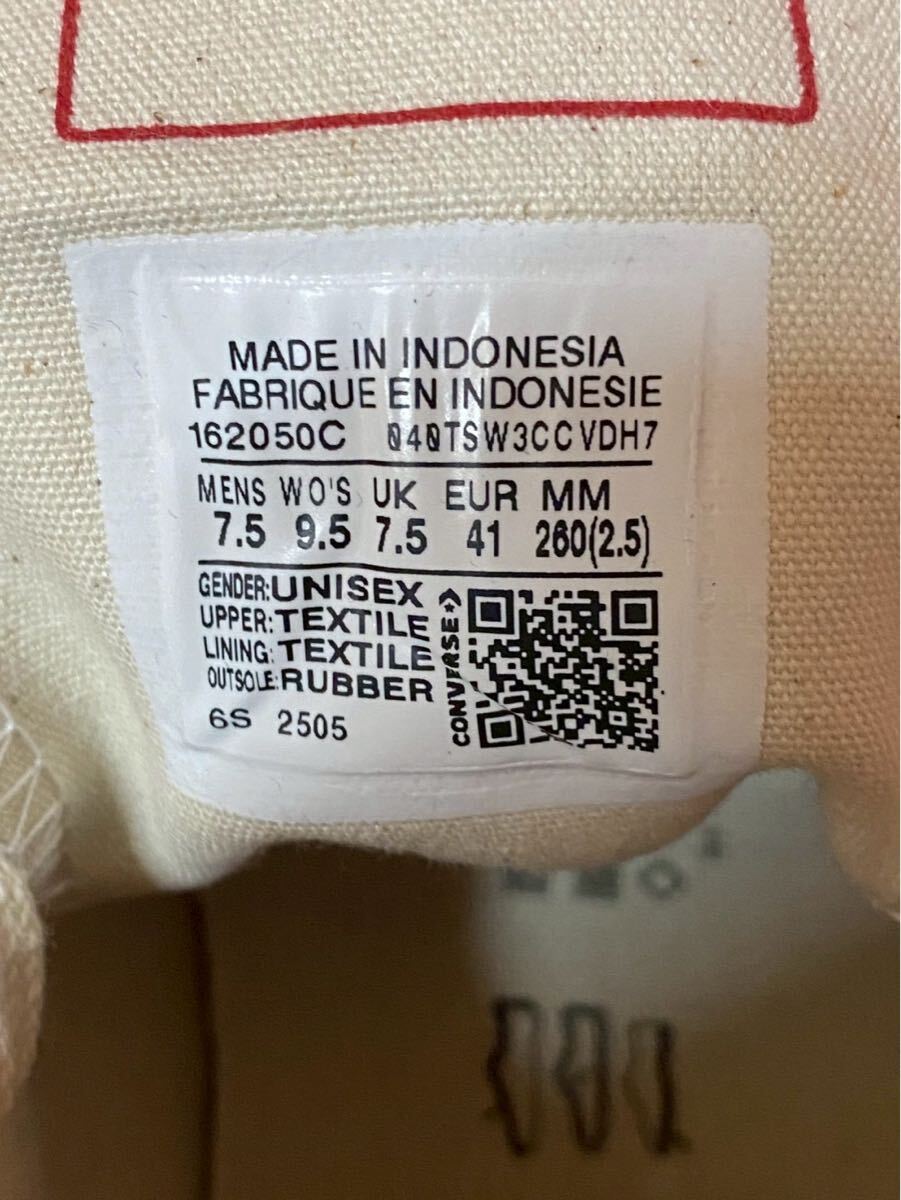 MADE IN INDONESIA
FABRIQUE EN INDONESIE
162050C 040TSW3CCVDH7
MENS WO'S UK EUR MM
7.5 9.5 7.5 41 260(2.5)
GENDER:UNISEX
UPPER:TEXTILE
LINING:TEXTILE
OUTSOLE:RUBBER
6S 2505
CONVERSE